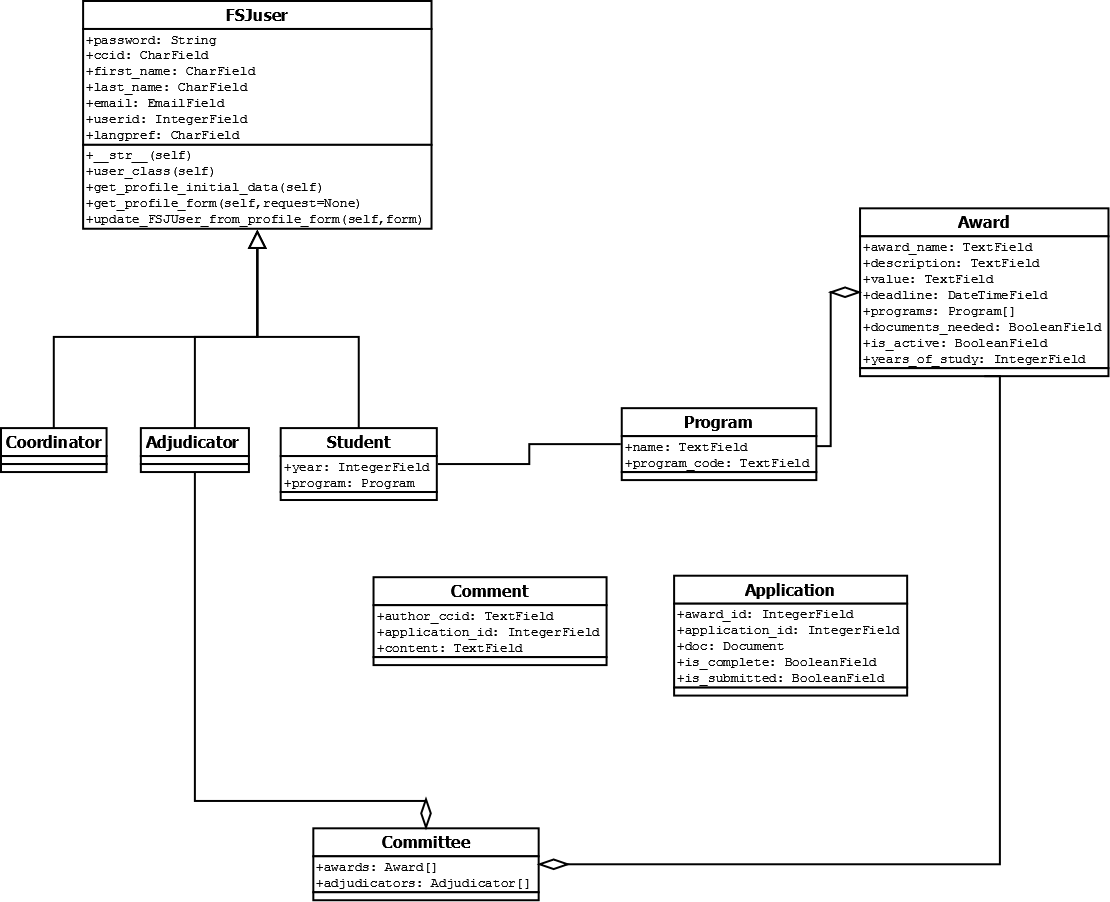 FSJuser
+password: String
+ccid: CharField
+first_name: CharField
+last_name: CharField
+email: EmailField
+userid: IntegerField
+langpref: CharField
+__str__(self)
+user_class(self)
+get_profile_initial_data(self)
+get_profile_form(self,request=None)
+update_FSJUser_from_profile_form(self,form)
Award
+award_name: TextField
+description: TextField
+value: TextField
+deadline: DateTimeField
+programs: Program[]
+documents_needed: BooleanField
+is_active: BooleanField
+years_of_study: IntegerField
Coordinator
Adjudicator
Student
+year: IntegerField
+program: Program
Program
+name: TextField
+program_code: TextField
Comment
+author_ccid: TextField
+application_id: IntegerField
+content: TextField
Application
+award_id: IntegerField
+application_id: IntegerField
+doc: Document
+is_complete: BooleanField
+is_submitted: BooleanField
Committee
+awards: Award[]
+adjudicators: Adjudicator[]